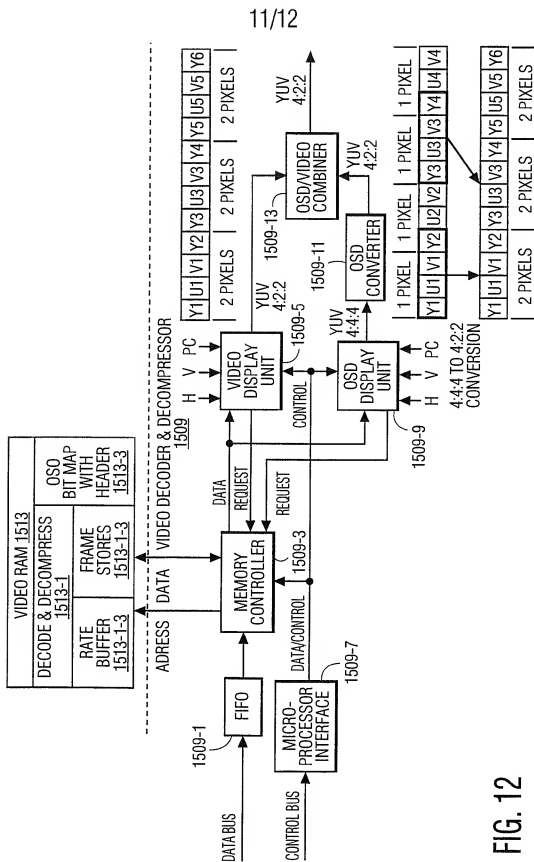 11/12
VIDEO RAM 1513
DECODE & DECOMPRESS
1513-1
RATE
BUFFER
1513-1-3
FRAME
STORES
1513-1-3
OSO
BIT MAP
WITH
HEADER
1513-3
ADRESS
DATA
VIDEO DECODER & DECOMPRESSOR
1509
DATA BUS
FIFO
1509-1
MEMORY
CONTROLLER
1509-3
DATA
REQUEST
REQUEST
H
V
PC
VIDEO
DISPLAY
UNIT
1509-5
YUV
4:2:2
Y1 U1 V1 Y2 Y3 U3 V3 Y4 Y5 U5 V5 Y6
2 PIXELS
2 PIXELS
2 PIXELS
CONTROL BUS
MICRO-
PROCESSOR
INTERFACE
1509-7
DATA/CONTROL
CONTROL
OSD
DISPLAY
UNIT
1509-9
H
V
PC
YUV
4:4:4
OSD
CONVERTER
1509-11
YUV
4:2:2
OSD/VIDEO
COMBINER
1509-13
YUV
4:2:2
4:4:4 TO 4:2:2
CONVERSION
1 PIXEL
1 PIXEL
1 PIXEL
1 PIXEL
Y1 U1 V1 Y2 U2 V2 Y3 U3 V3 Y4 U4 V4
Y1 U1 V1 Y2 Y3 U3 V3 Y4 Y5 U5 V5 Y6
2 PIXELS
2 PIXELS
2 PIXELS
FIG. 12